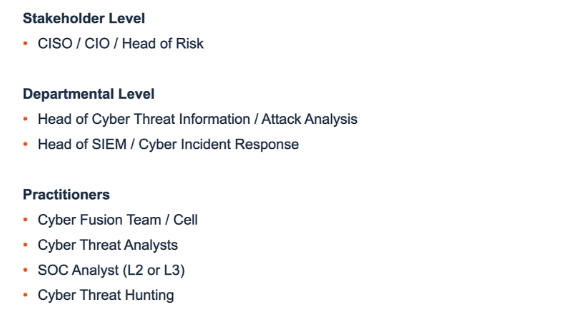 Stakeholder Level
• CISO / CIO / Head of Risk
Departmental Level
• Head of Cyber Threat Information / Attack Analysis
• Head of SIEM / Cyber Incident Response
Practitioners
• Cyber Fusion Team / Cell
• Cyber Threat Analysts
• SOC Analyst (L2 or L3)
• Cyber Threat Hunting